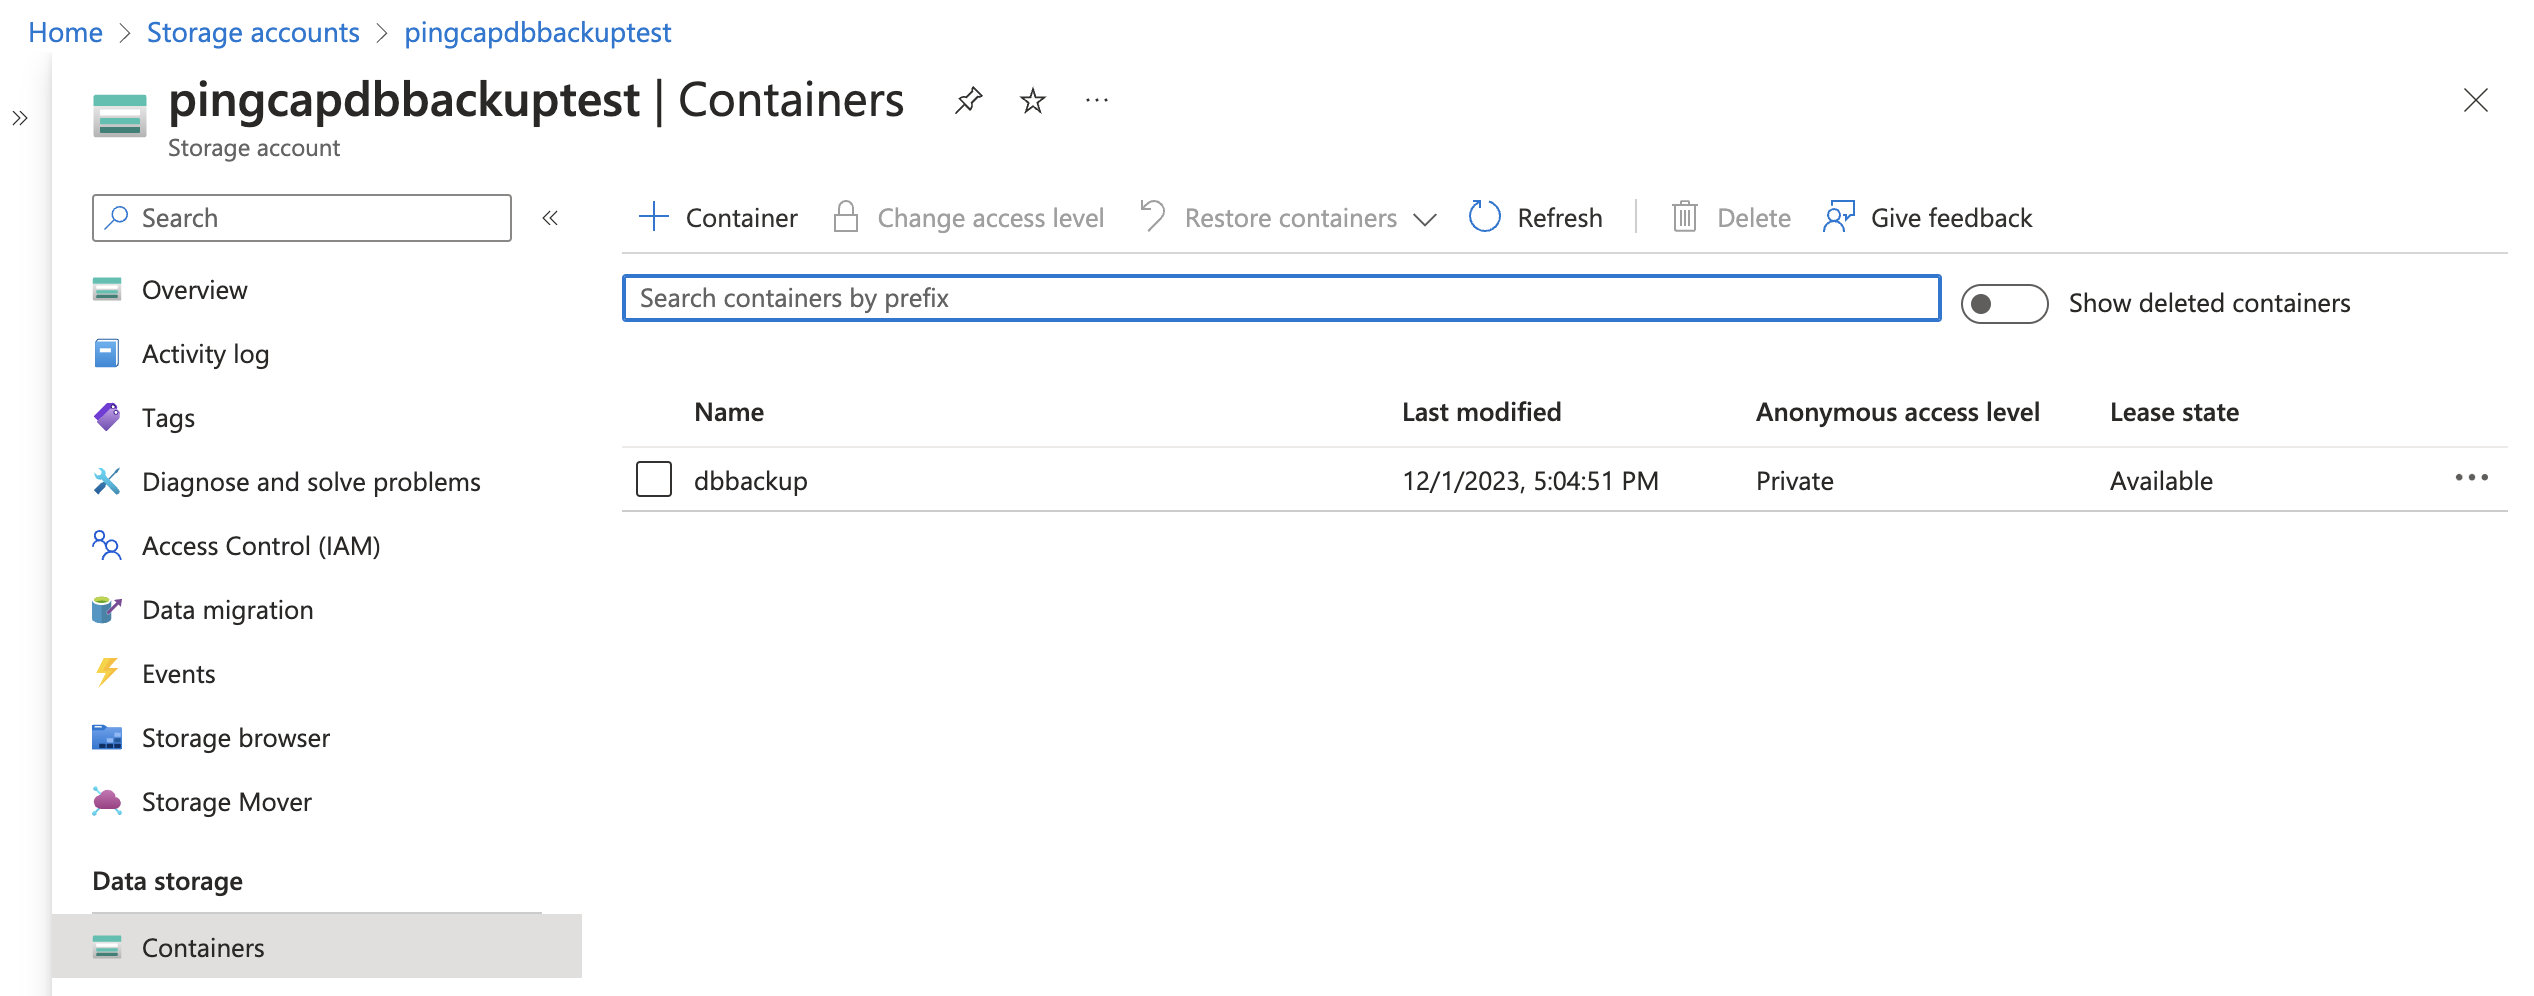 Home > Storage accounts > pingcapdbbackuptest
pingcapdbbackuptest | Containers
Storage account
Search
Container Change access level Restore containers Refresh Delete Give feedback
Search containers by prefix Show deleted containers
Overview
Activity log
Tags
Diagnose and solve problems
Access Control (IAM)
Data migration
Events
Storage browser
Storage Mover
Data storage
Containers
Name Last modified Anonymous access level Lease state
dbbackup 12/1/2023, 5:04:51 PM Private Available